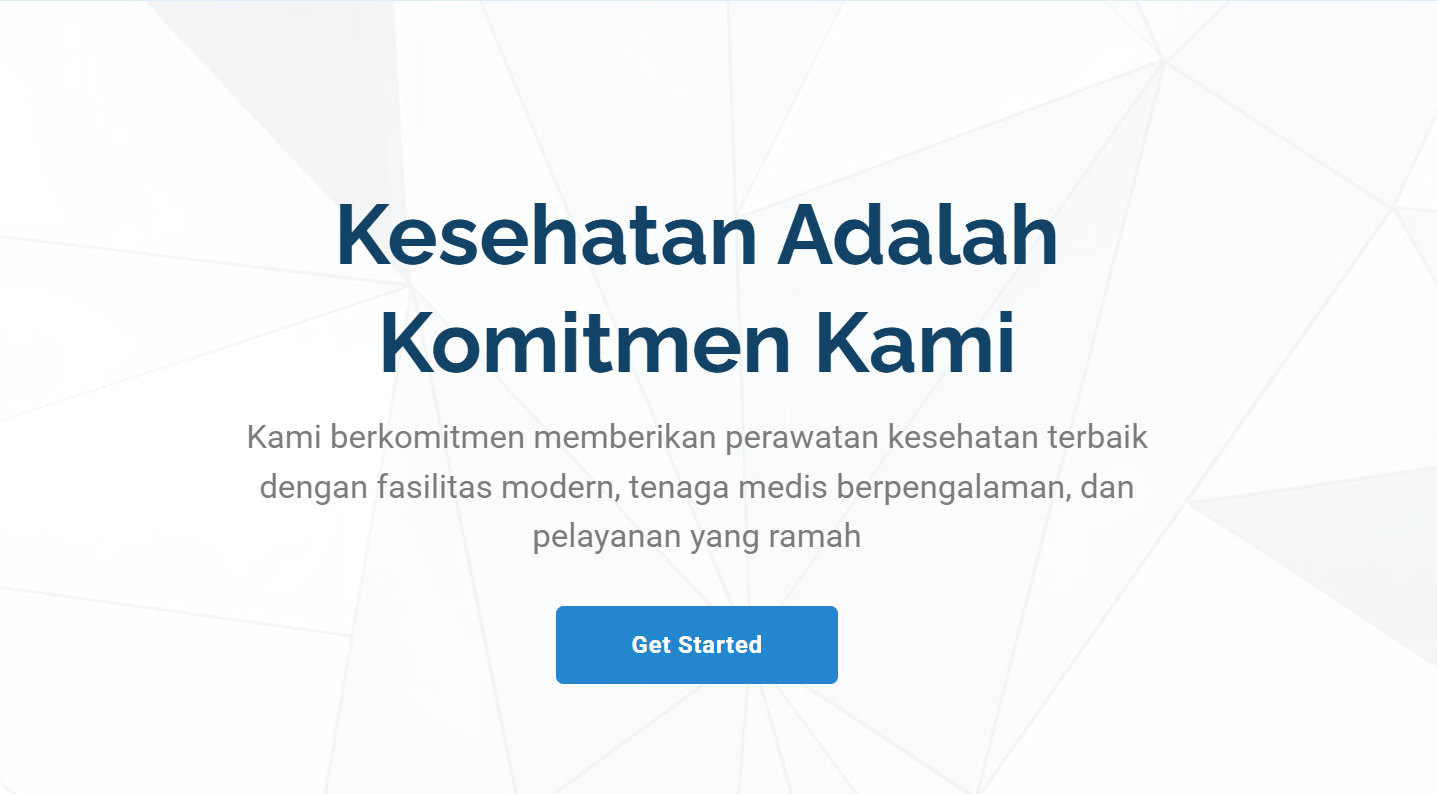 Kesehatan Adalah
Komitmen Kami
Kami berkomitmen memberikan perawatan kesehatan terbaik
dengan fasilitas modern, tenaga medis berpengalaman, dan
pelayanan yang ramah
Get Started